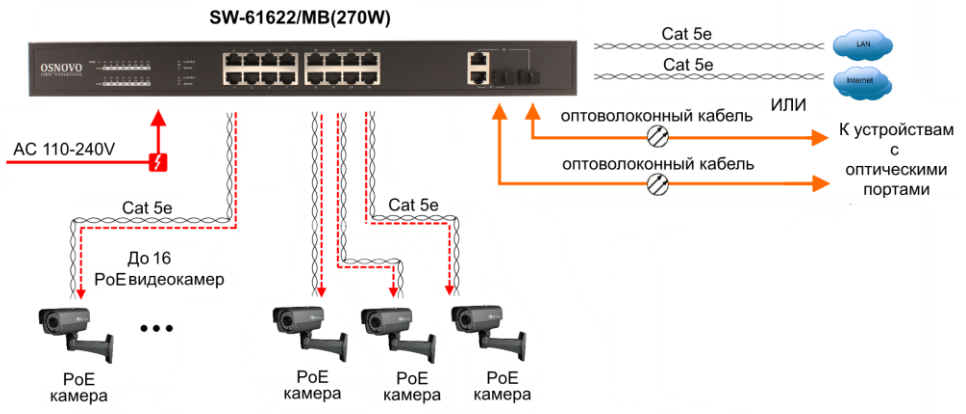 SW-61622/MB(270W)
OSNOVO
Cat 5e
LAN
Cat 5e
Internet
ИЛИ
оптоволоконный кабель
К устройствам
с
оптическими
портами
оптоволоконный кабель
AC 110-240V
Cat 5e
Cat 5e
До 16
PoE видеокамер
PoE
камера
PoE
камера
PoE
камера
PoE
камера